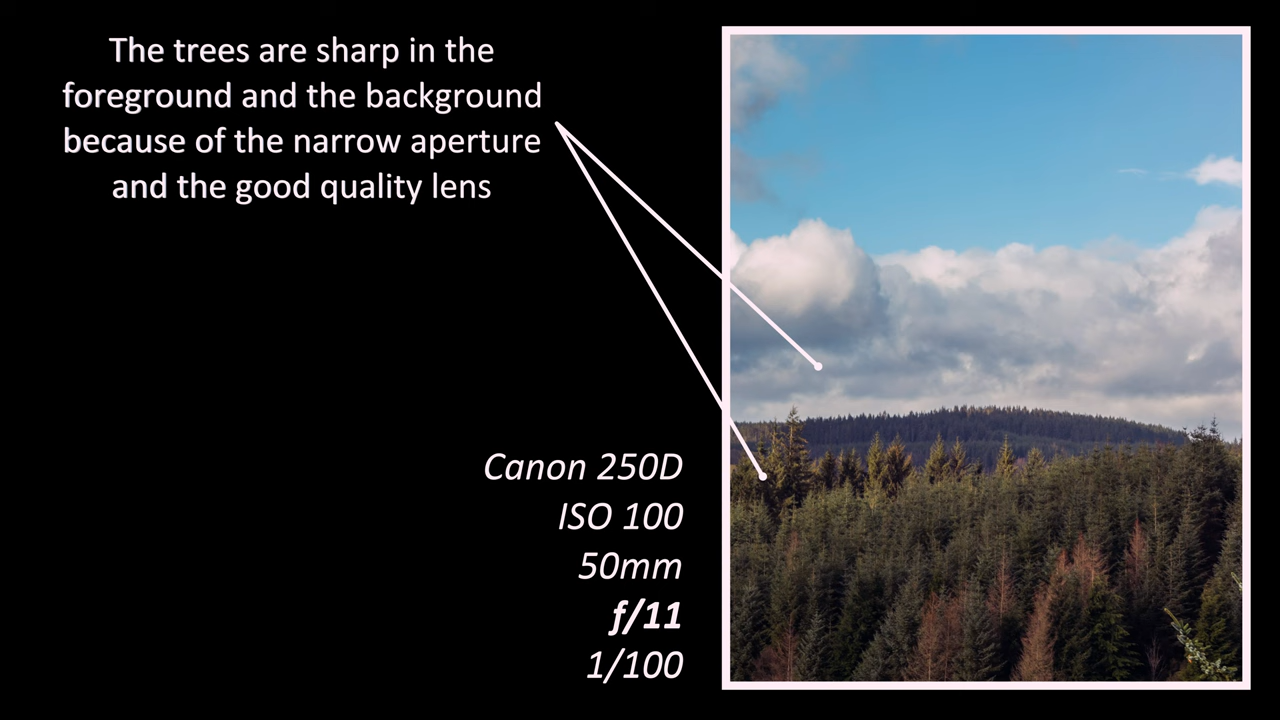 The trees are sharp in the
foreground and the background
because of the narrow aperture
and the good quality lens
Canon 250D
ISO 100
50mm
f/11
1/100